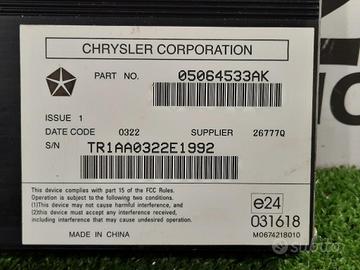 CHRYSLER CORPORATION
PART NO. 05064533AK
ISSUE 1
DATE CODE 0322 SUPPLIER 26777Q
S/N TR1AA0322E1992
This device complies with part 15 of the FCC Rules.
Operation is subject to the following two conditions:
(1)This device may not cause harmful interference, and
(2)this device must accept any interference received,
including interference that may cause undesired operation.
MADE IN CHINA
e24
031618
M0674218010
subito